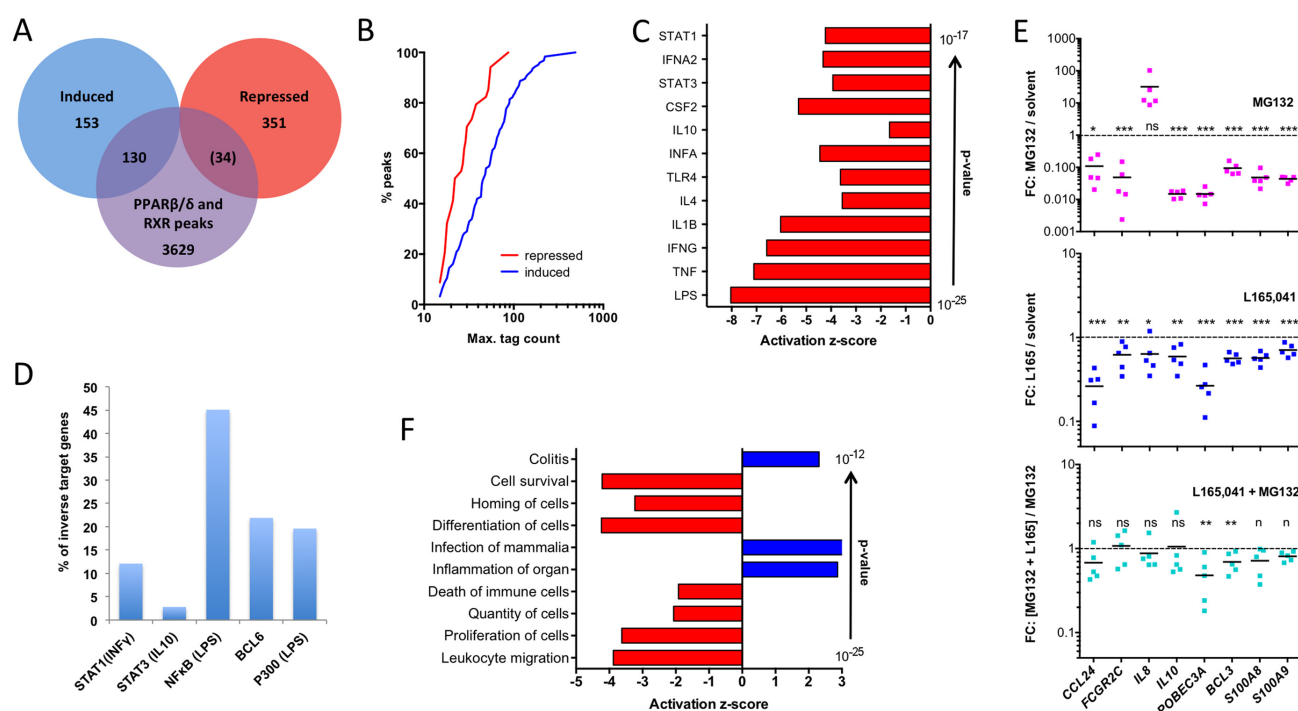 A
Induced
153
Repressed
351
130
(34)
PPARβ/δ and
RXR peaks
3629
B
% peaks
100
80
60
40
20
0
repressed
induced
10
100
1000
Max. tag count
C
STAT1
IFNA2
STAT3
CSF2
IL10
INFA
TLR4
IL4
IL1B
IFNG
TNF
LPS
10-17
p-value
10-25
-8 -7 -6 -5 -4 -3 -2 -1 0
Activation z-score
D
% of inverse target genes
50
45
40
35
30
25
20
15
10
5
0
STAT1(INFγ)
STAT3 (IL10)
NFκB (LPS)
BCL6
P300 (LPS)
F
Colitis
Cell survival
Homing of cells
Differentiation of cells
Infection of mammalia
Inflammation of organ
Death of immune cells
Quantity of cells
Proliferation of cells
Leukocyte migration
10-12
p-value
10-25
-5 -4 -3 -2 -1 0 1 2 3
Activation z-score
E
FC: MG132 / solvent
1000
100
10
1
0.100
0.010
0.001
MG132
* *** ns *** *** *** *** ***
FC: L165 / solvent
10
1
0.1
L165,041
*** ** * ** *** *** *** ***
FC: [MG132 + L165] / MG132
10
1
0.1
L165,041 + MG132
ns ns ns ns ** ** n n
CCL24
FCGR2C
IL8
IL10
POBEC3A
BCL3
S100A8
S100A9